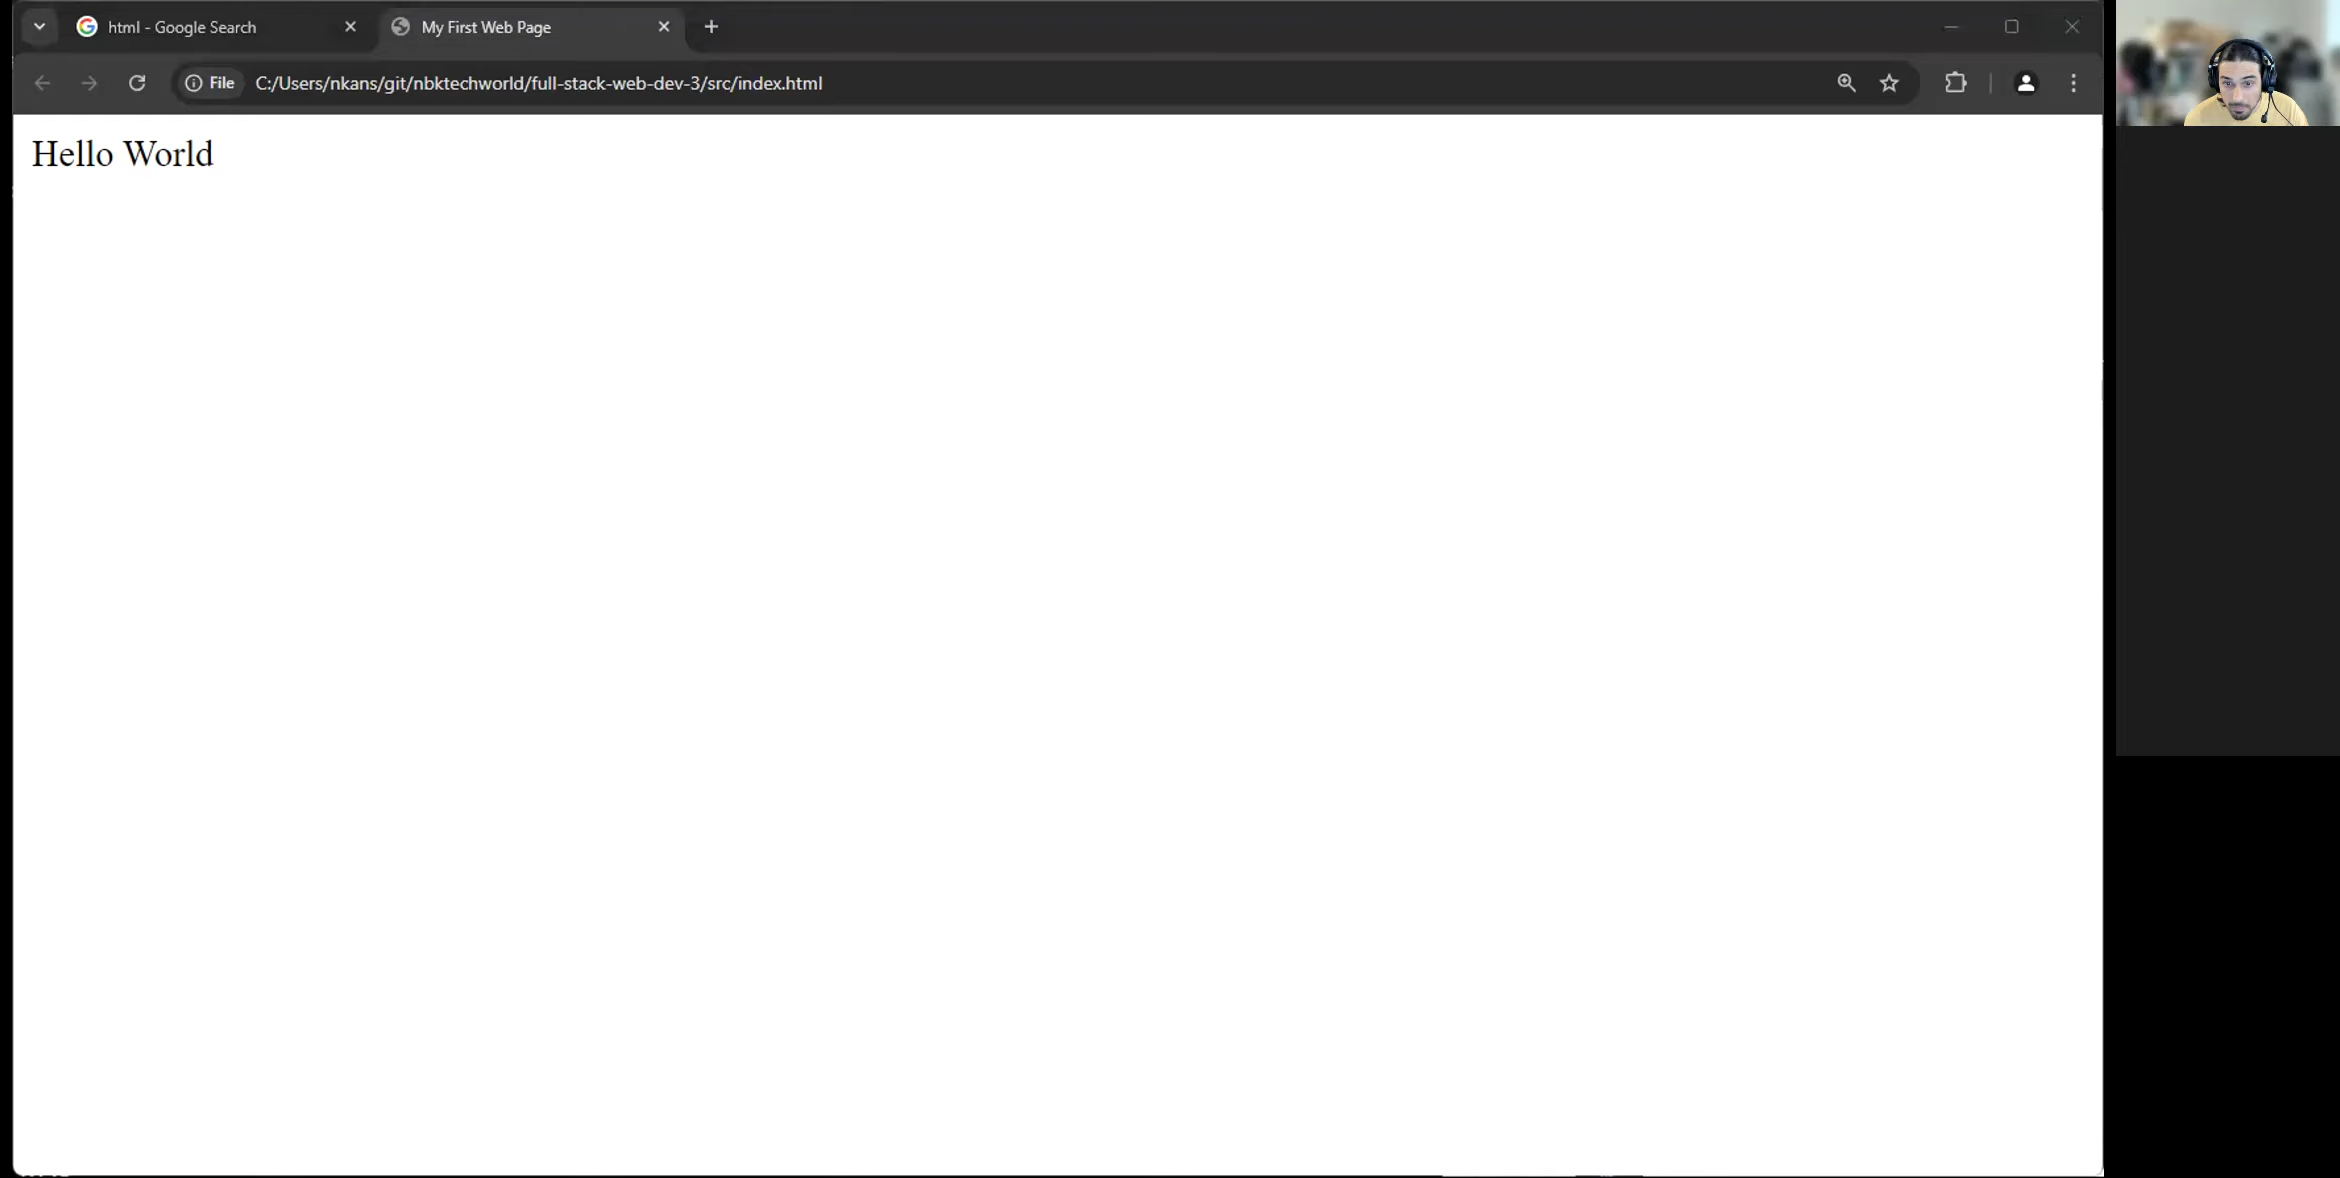 html - Google Search
My First Web Page
File
C:/Users/nkans/git/nbktechworld/full-stack-web-dev-3/src/index.html
Hello World